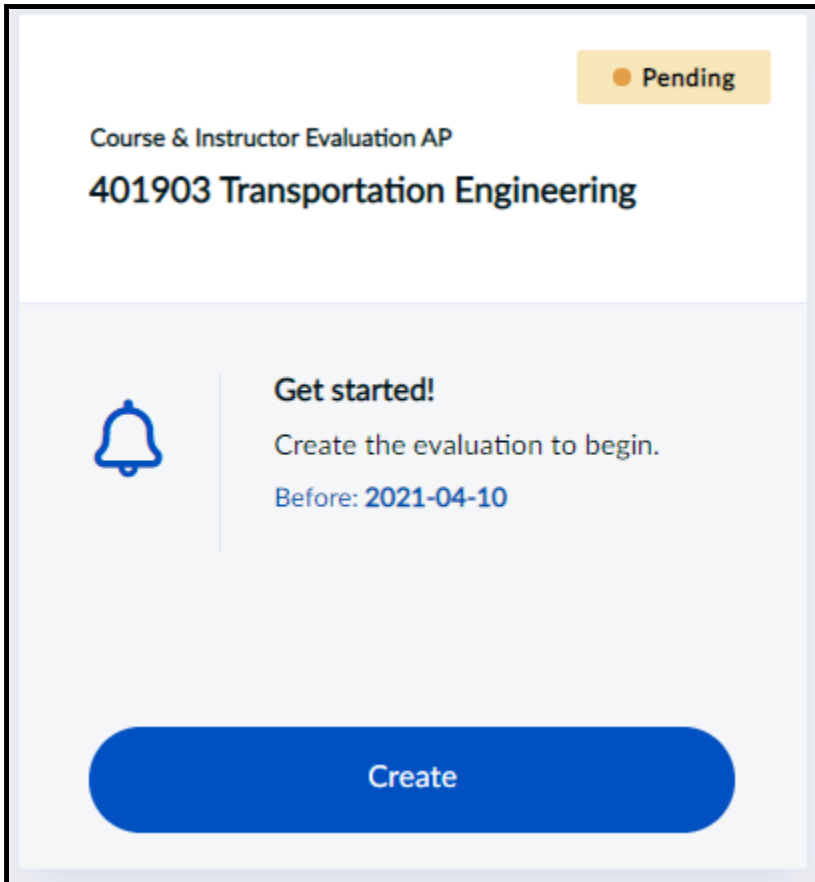 Pending
Course & Instructor Evaluation AP
401903 Transportation Engineering
Get started!
Create the evaluation to begin.
Before: 2021-04-10
Create